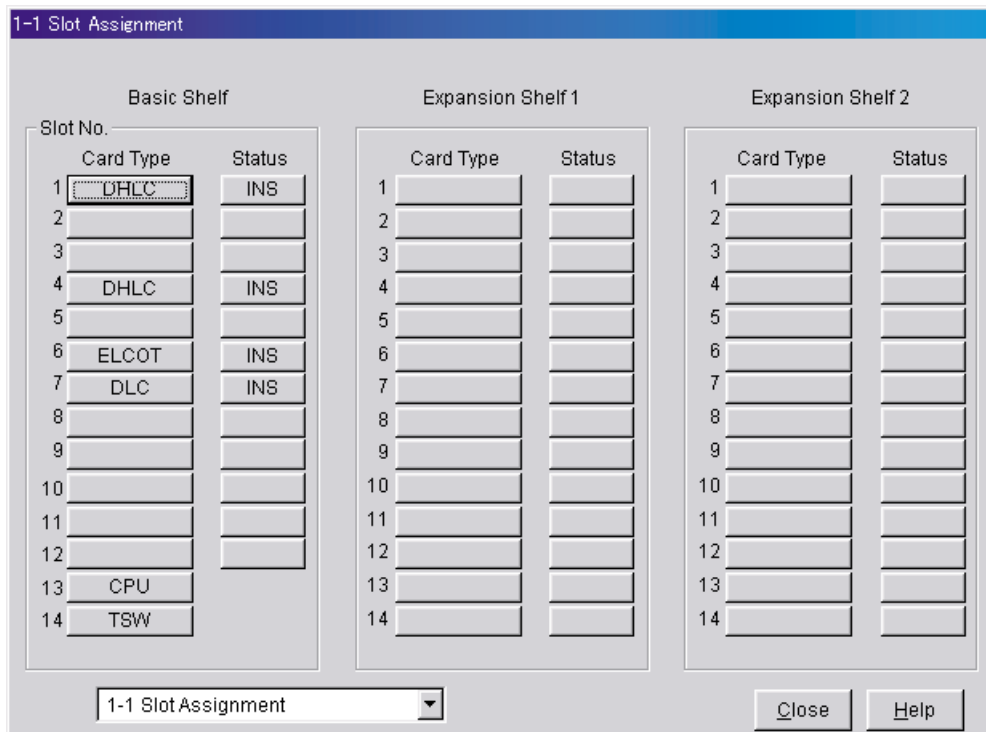 1-1 Slot Assignment
Basic Shelf Expansion Shelf 1 Expansion Shelf 2
Slot No.
Card Type Status Card Type Status Card Type Status
1 DHLC INS 1 1
2 2 2
3 3 3
4 DHLC INS 4 4
5 5 5
6 ELCOT INS 6 6
7 DLC INS 7 7
8 8 8
9 9 9
10 10 10
11 11 11
12 12 12
13 CPU 13 13
14 TSW 14 14
1-1 Slot Assignment Close Help